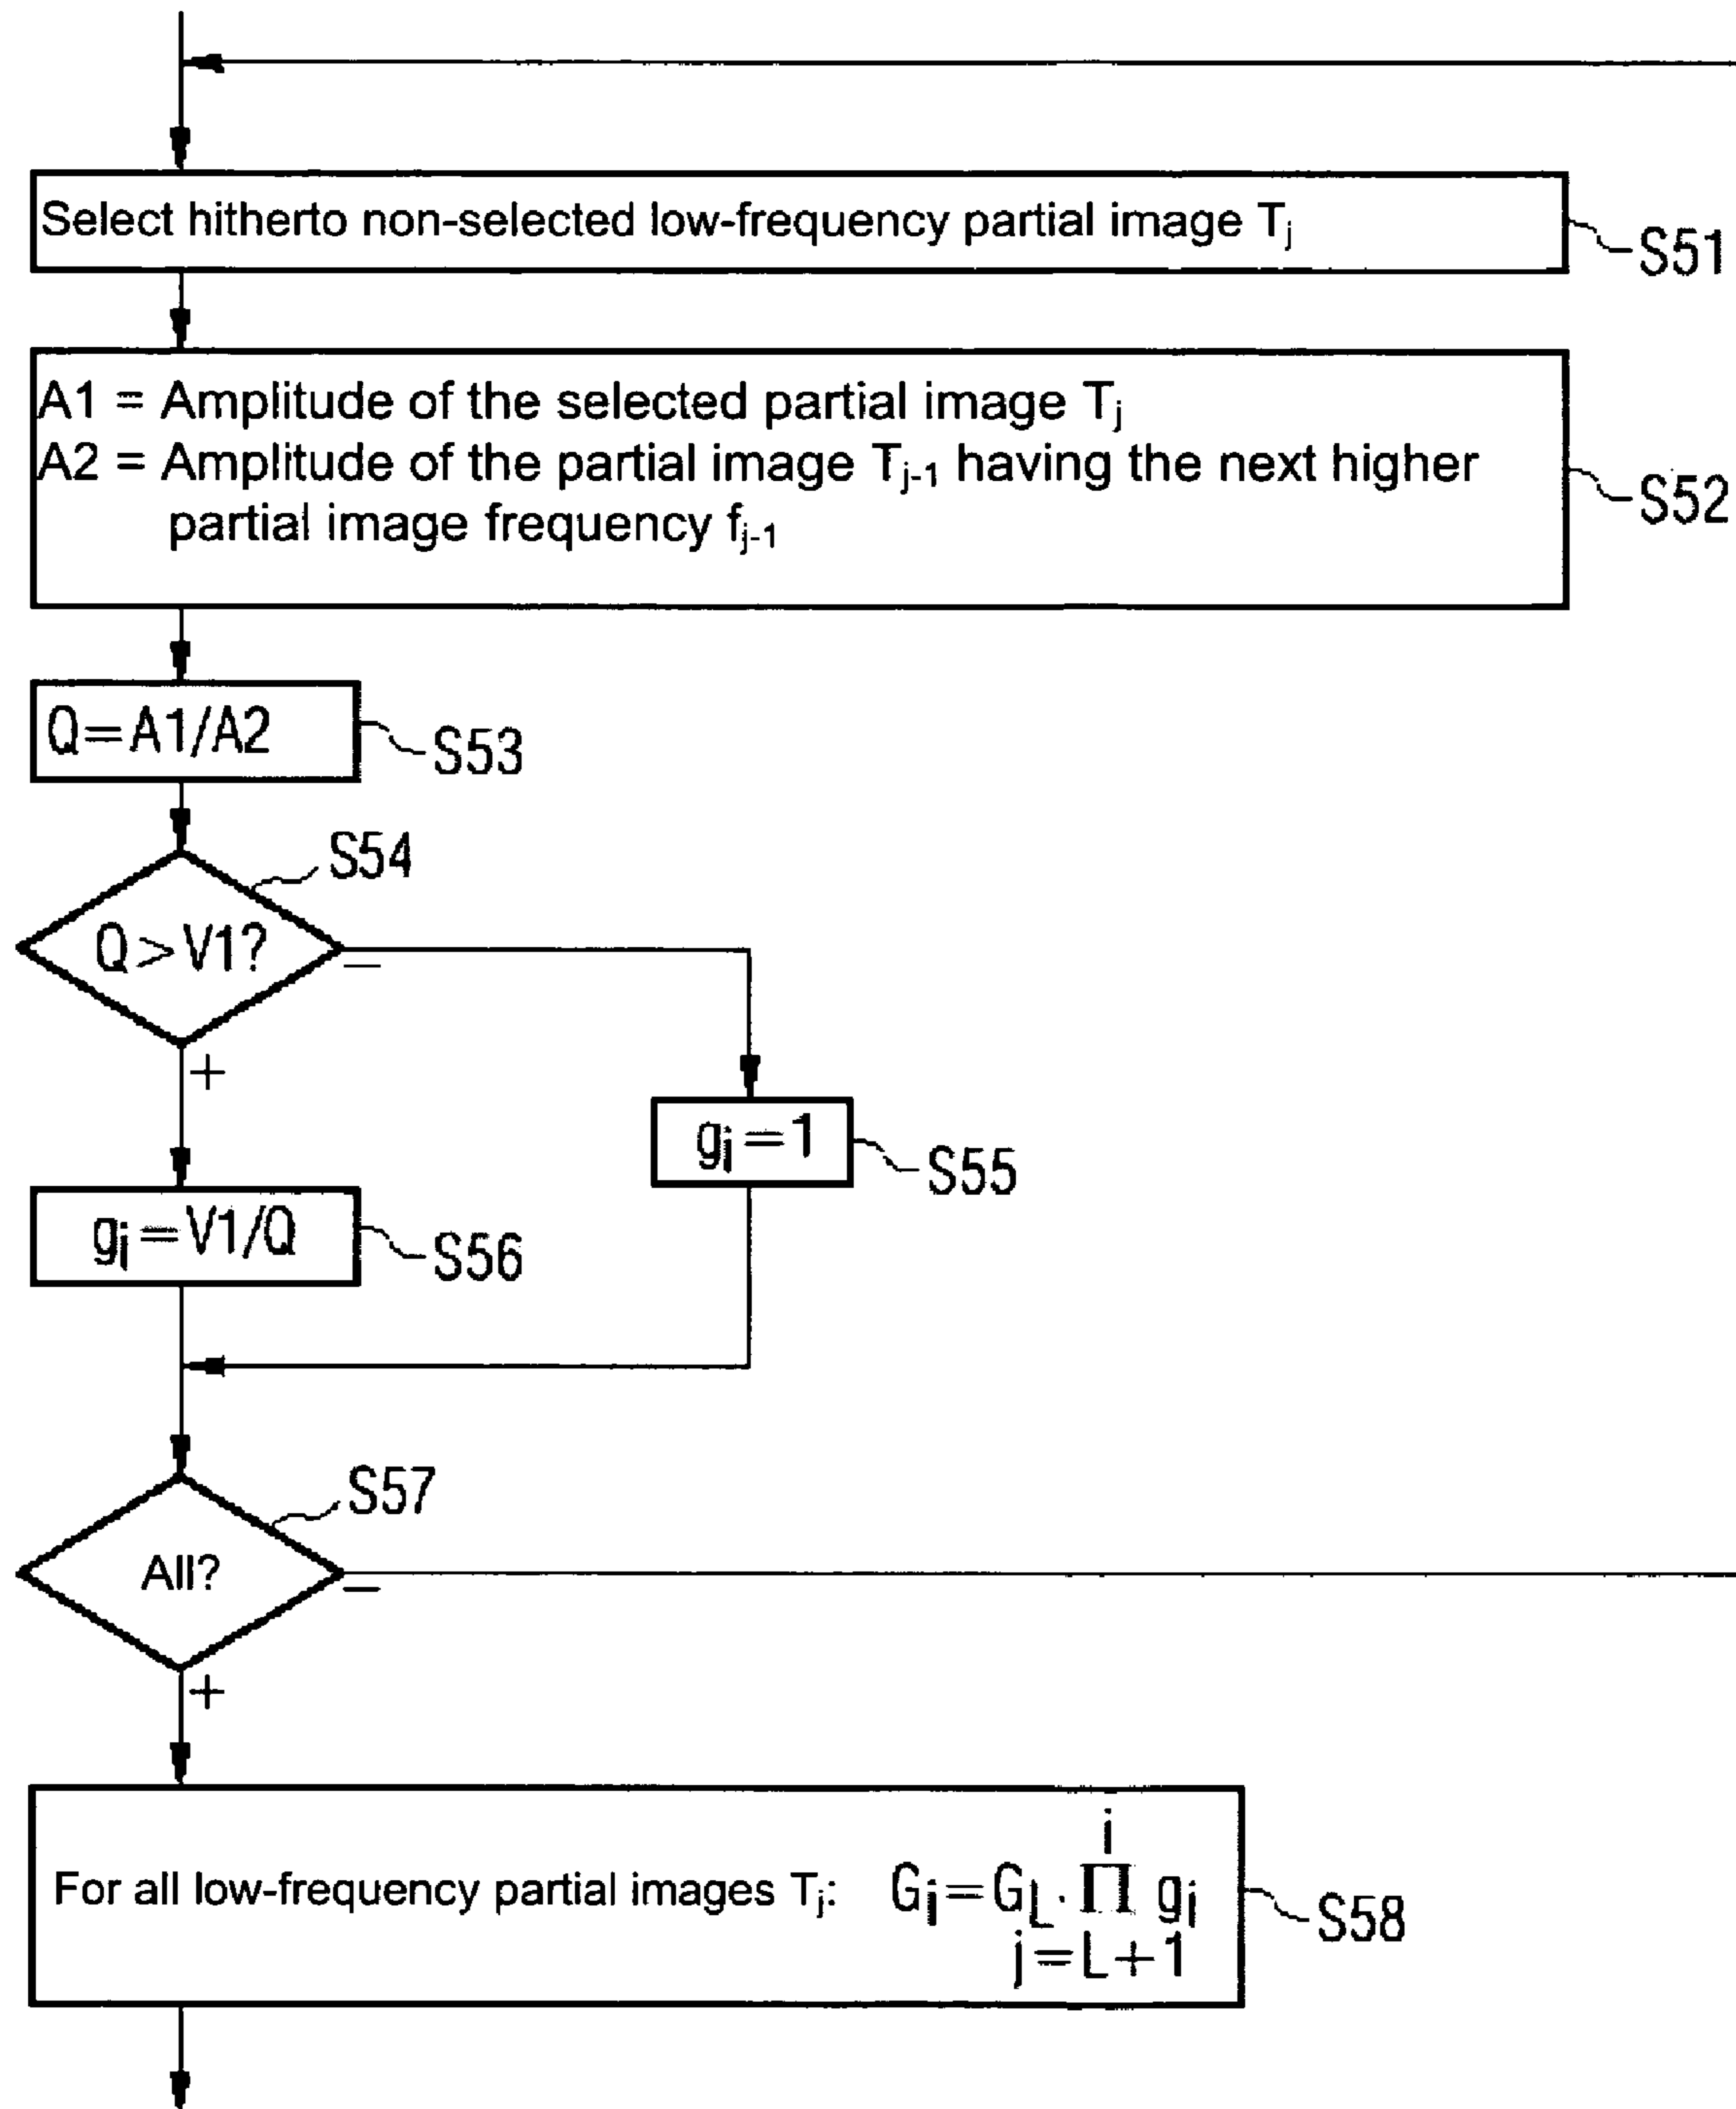 Select hitherto non-selected low-frequency partial image Tj
S51
A1 = Amplitude of the selected partial image Tj
A2 = Amplitude of the partial image Tj-1 having the next higher
partial image frequency fj-1
S52
Q=A1/A2
S53
S54
Q>V1?
–
+
gj=1
S55
gj=V1/Q
S56
S57
All?
–
+
For all low-frequency partial images Tj: Gi=GL·
i
∏ gj
j=L+1
S58